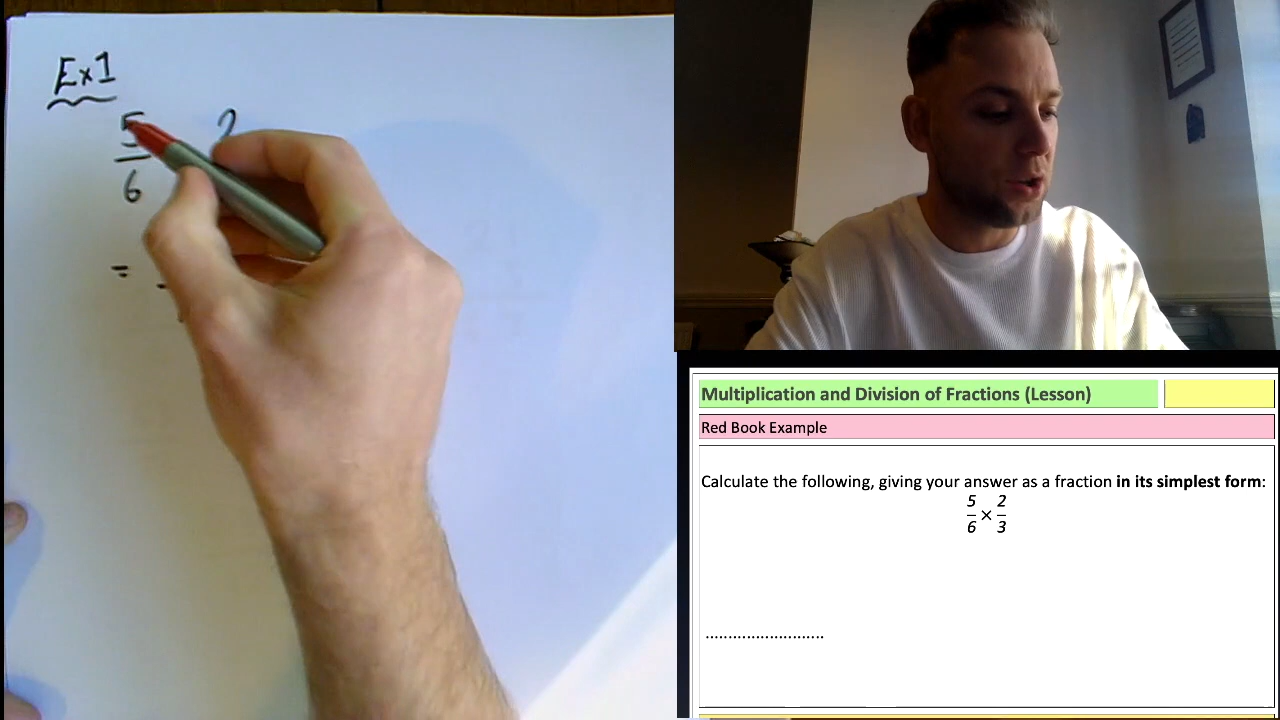 Ex1
5 2
6
=
Multiplication and Division of Fractions (Lesson)
Red Book Example
Calculate the following, giving your answer as a fraction in its simplest form:
5/6 × 2/3
..........................